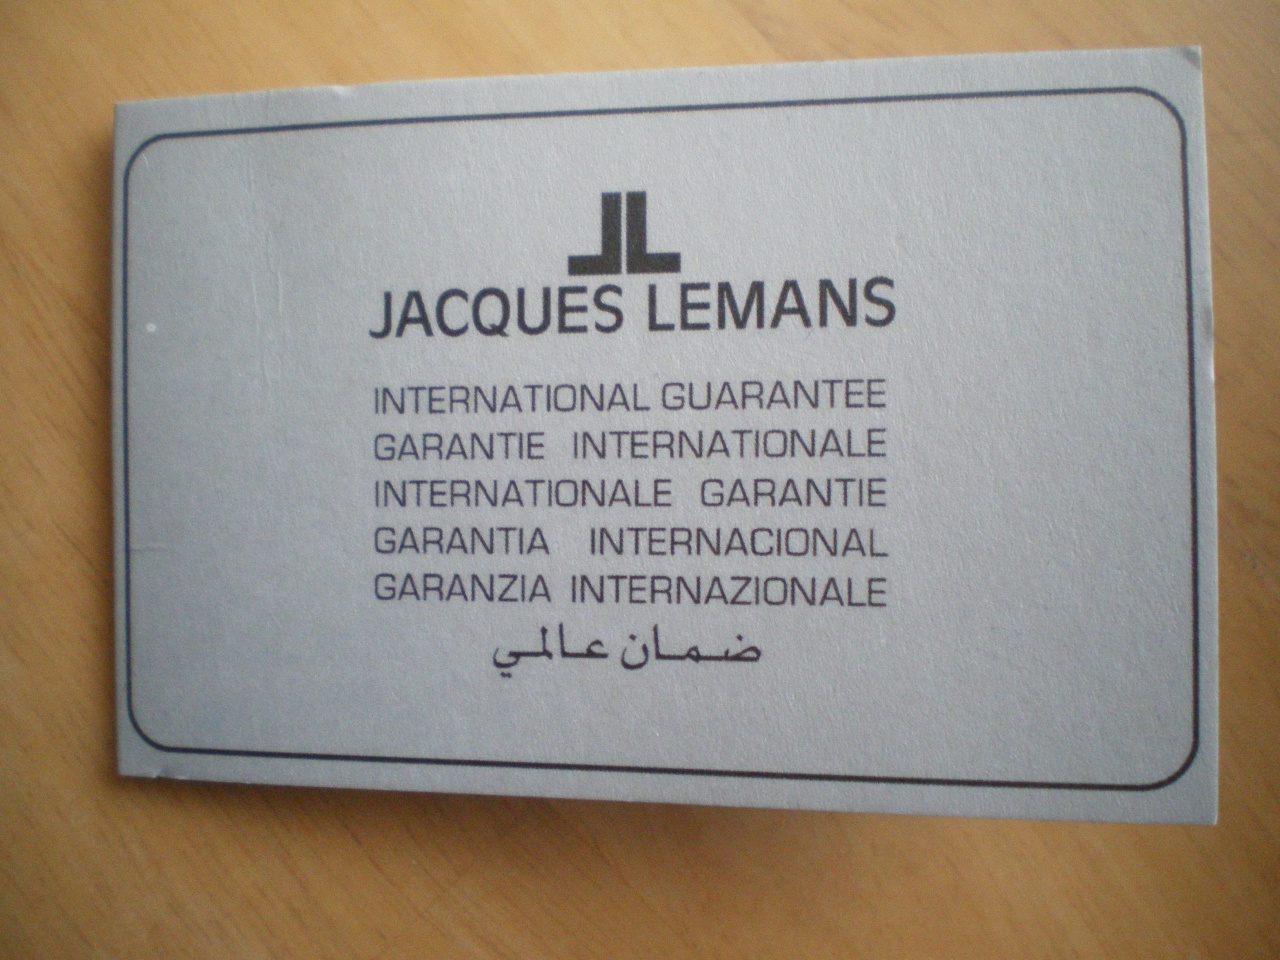 JL
JACQUES LEMANS
INTERNATIONAL GUARANTEE
GARANTIE INTERNATIONALE
INTERNATIONALE GARANTIE
GARANTIA INTERNACIONAL
GARANZIA INTERNAZIONALE
ضمان عالمي